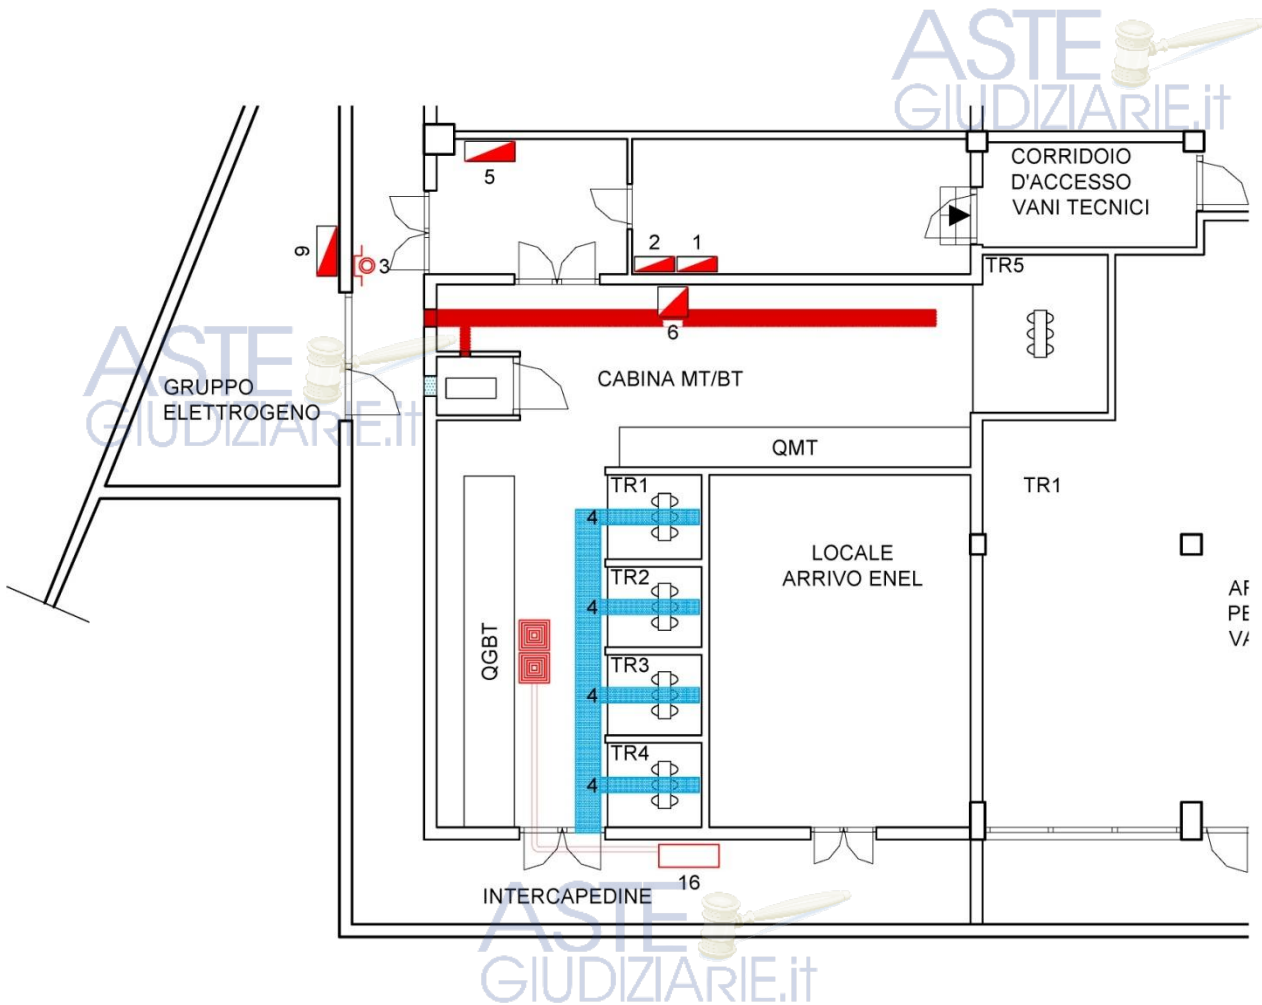 ASTE
GIUDIZIARIE.it
CORRIDOIO
D'ACCESSO
VANI TECNICI
5
9
3
2
1
TR5
6
ASTE
GIUDIZIARIE.it
GRUPPO
ELETTROGENO
CABINA MT/BT
QMT
TR1
TR1
4
LOCALE
ARRIVO ENEL
TR2
4
QGBT
TR3
4
TR4
4
16
INTERCAPEDINE
ASTE
GIUDIZIARIE.it